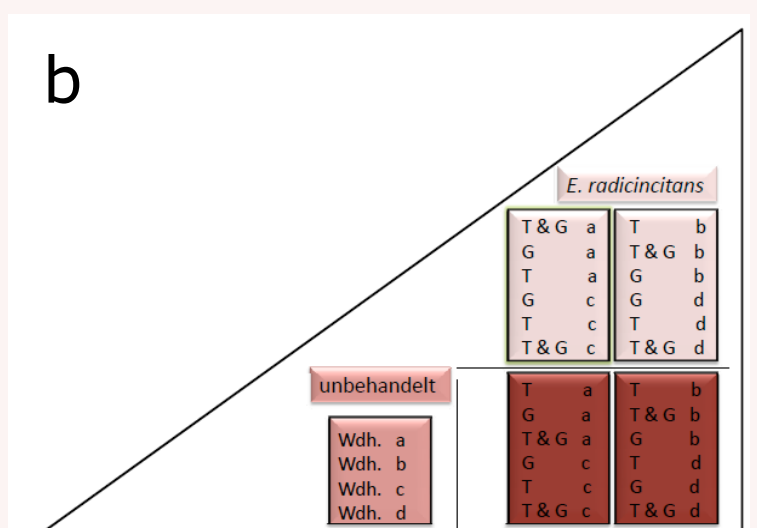 b
E. radicincitans
T & G a
G a
T a
G c
T c
T & G c
T b
T & G b
G b
G d
T d
T & G d
unbehandelt
Wdh. a
Wdh. b
Wdh. c
Wdh. d
T a
G a
T & G a
G c
T c
T & G c
T b
T & G b
G b
T d
G d
T & G d